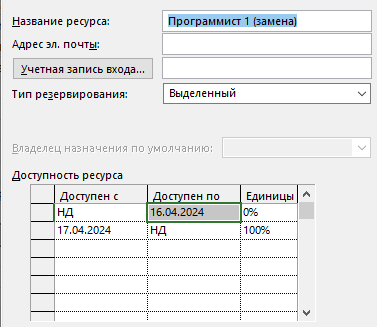 Название ресурса: Программист 1 (замена)
Адрес эл. почты:
Учетная запись входа...
Тип резервирования: Выделенный
Владелец назначения по умолчанию:
Доступность ресурса
Доступен с Доступен по Единицы
НД 16.04.2024 0%
17.04.2024 НД 100%